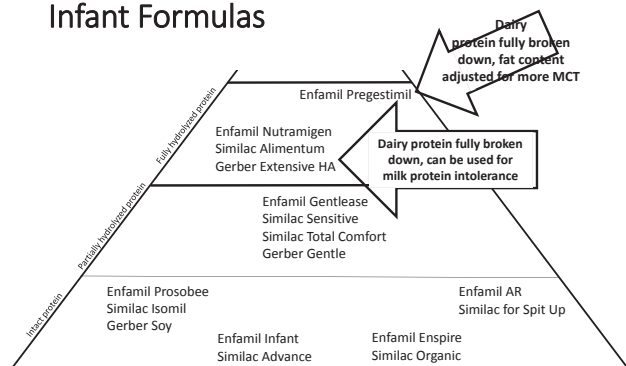 Infant Formulas
Dairy
protein fully broken
down, fat content
adjusted for more MCT
Enfamil Pregestimil
Fully hydrolyzed protein
Enfamil Nutramigen
Similac Alimentum
Gerber Extensive HA
Dairy protein fully broken
down, can be used for
milk protein intolerance
Partially hydrolyzed protein
Enfamil Gentlease
Similac Sensitive
Similac Total Comfort
Gerber Gentle
Intact protein
Enfamil Prosobee
Similac Isomil
Gerber Soy
Enfamil AR
Similac for Spit Up
Enfamil Infant
Similac Advance
Enfamil Enspire
Similac Organic